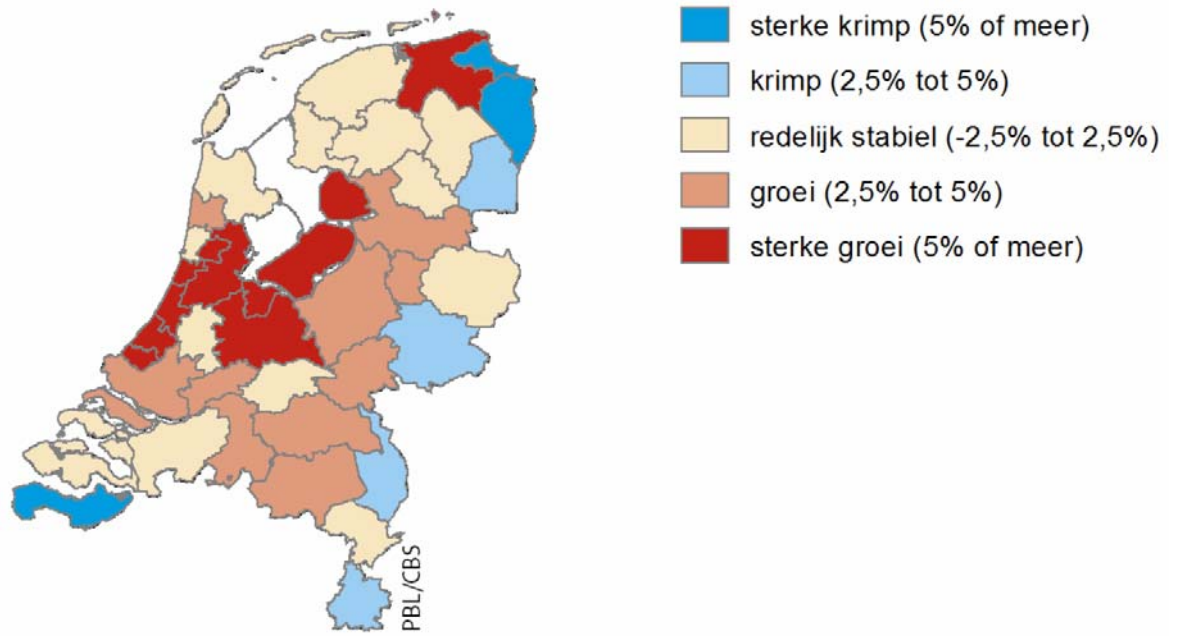 sterke krimp (5% of meer)
krimp (2,5% tot 5%)
redelijk stabiel (-2,5% tot 2,5%)
groei (2,5% tot 5%)
sterke groei (5% of meer)
PBL/CBS